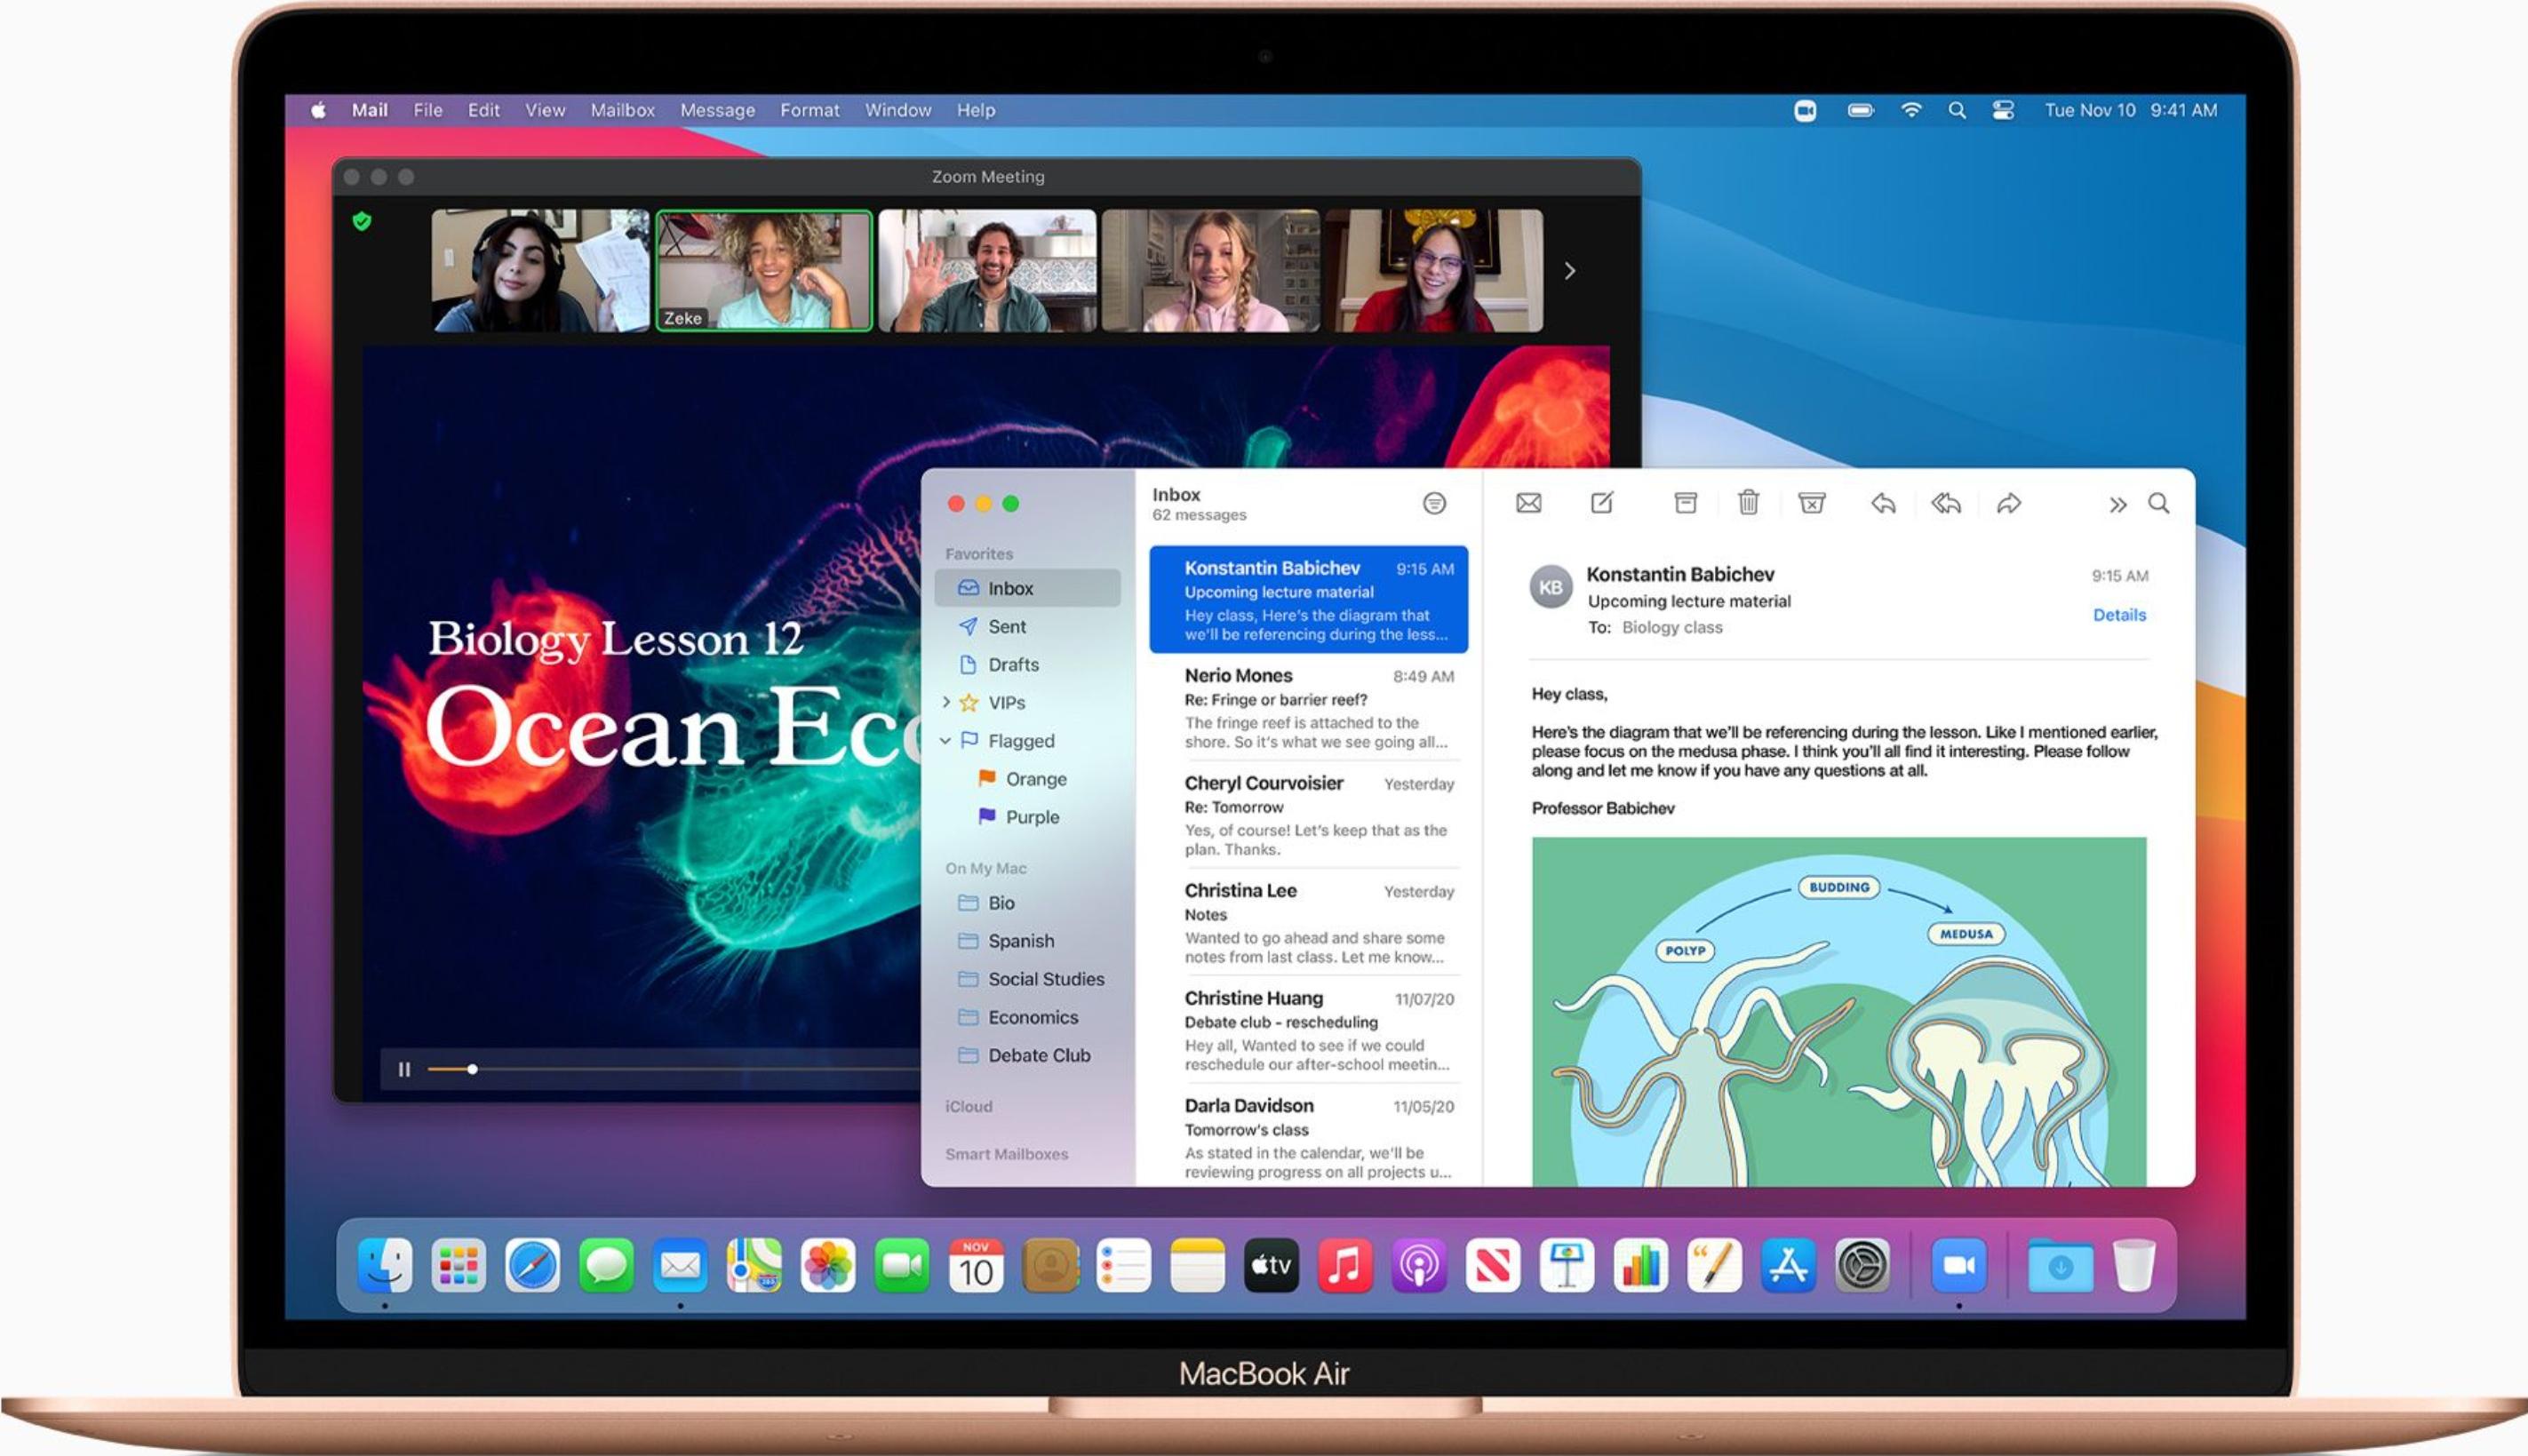 Mail File Edit View Mailbox Message Format Window Help
Tue Nov 10 9:41 AM
Zoom Meeting
Zeke
Biology Lesson 12
Ocean Ec
Favorites
Inbox
Sent
Drafts
VIPs
Flagged
Orange
Purple
On My Mac
Bio
Spanish
Social Studies
Economics
Debate Club
iCloud
Smart Mailboxes
Inbox
62 messages
Konstantin Babichev 9:15 AM
Upcoming lecture material
Hey class, Here's the diagram that
we'll be referencing during the less...
Nerio Mones 8:49 AM
Re: Fringe or barrier reef?
The fringe reef is attached to the
shore. So it's what we see going all...
Cheryl Courvoisier Yesterday
Re: Tomorrow
Yes, of course! Let's keep that as the
plan. Thanks.
Christina Lee Yesterday
Notes
Wanted to go ahead and share some
notes from last class. Let me know...
Christine Huang 11/07/20
Debate club - rescheduling
Hey all, Wanted to see if we could
reschedule our after-school meetin...
Darla Davidson 11/05/20
Tomorrow's class
As stated in the calendar, we'll be
reviewing progress on all projects u...
KB
Konstantin Babichev 9:15 AM
Upcoming lecture material
Details
To: Biology class
Hey class,
Here's the diagram that we'll be referencing during the lesson. Like I mentioned earlier,
please focus on the medusa phase. I think you'll all find it interesting. Please follow
along and let me know if you have any questions at all.
Professor Babichev
BUDDING
MEDUSA
POLYP
NOV
10
tv
MacBook Air